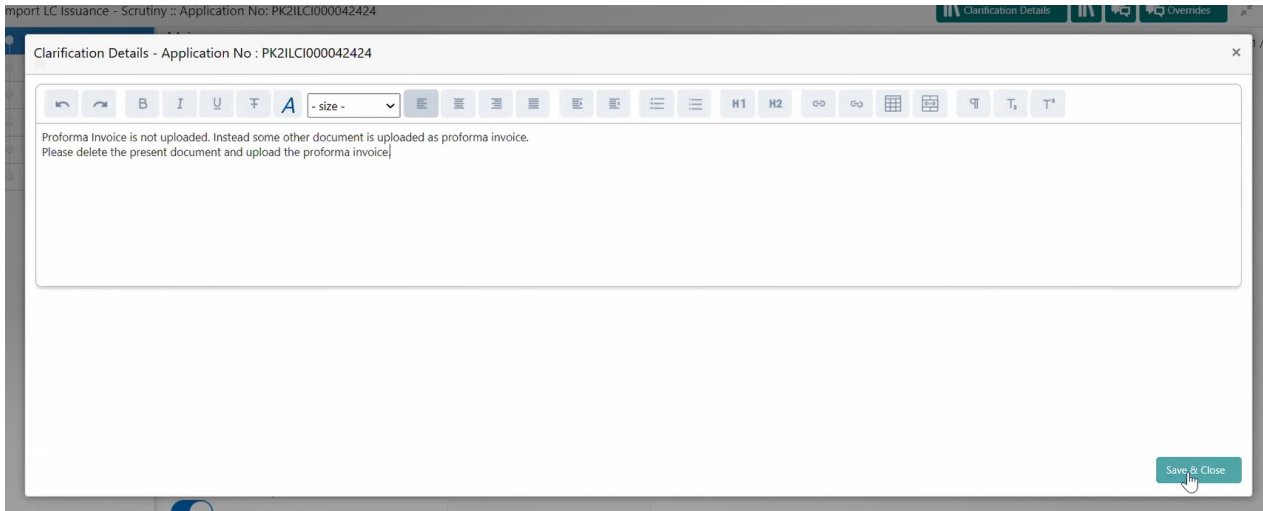 mport LC Issuance - Scrutiny :: Application No: PK2ILCI000042424
Clarification Details
Overrides
Clarification Details - Application No : PK2ILCI000042424
×
B I U T A - size - H1 H2 ¶ Ts T³
Proforma Invoice is not uploaded. Instead some other document is uploaded as proforma invoice.
Please delete the present document and upload the proforma invoice.
Save & Close